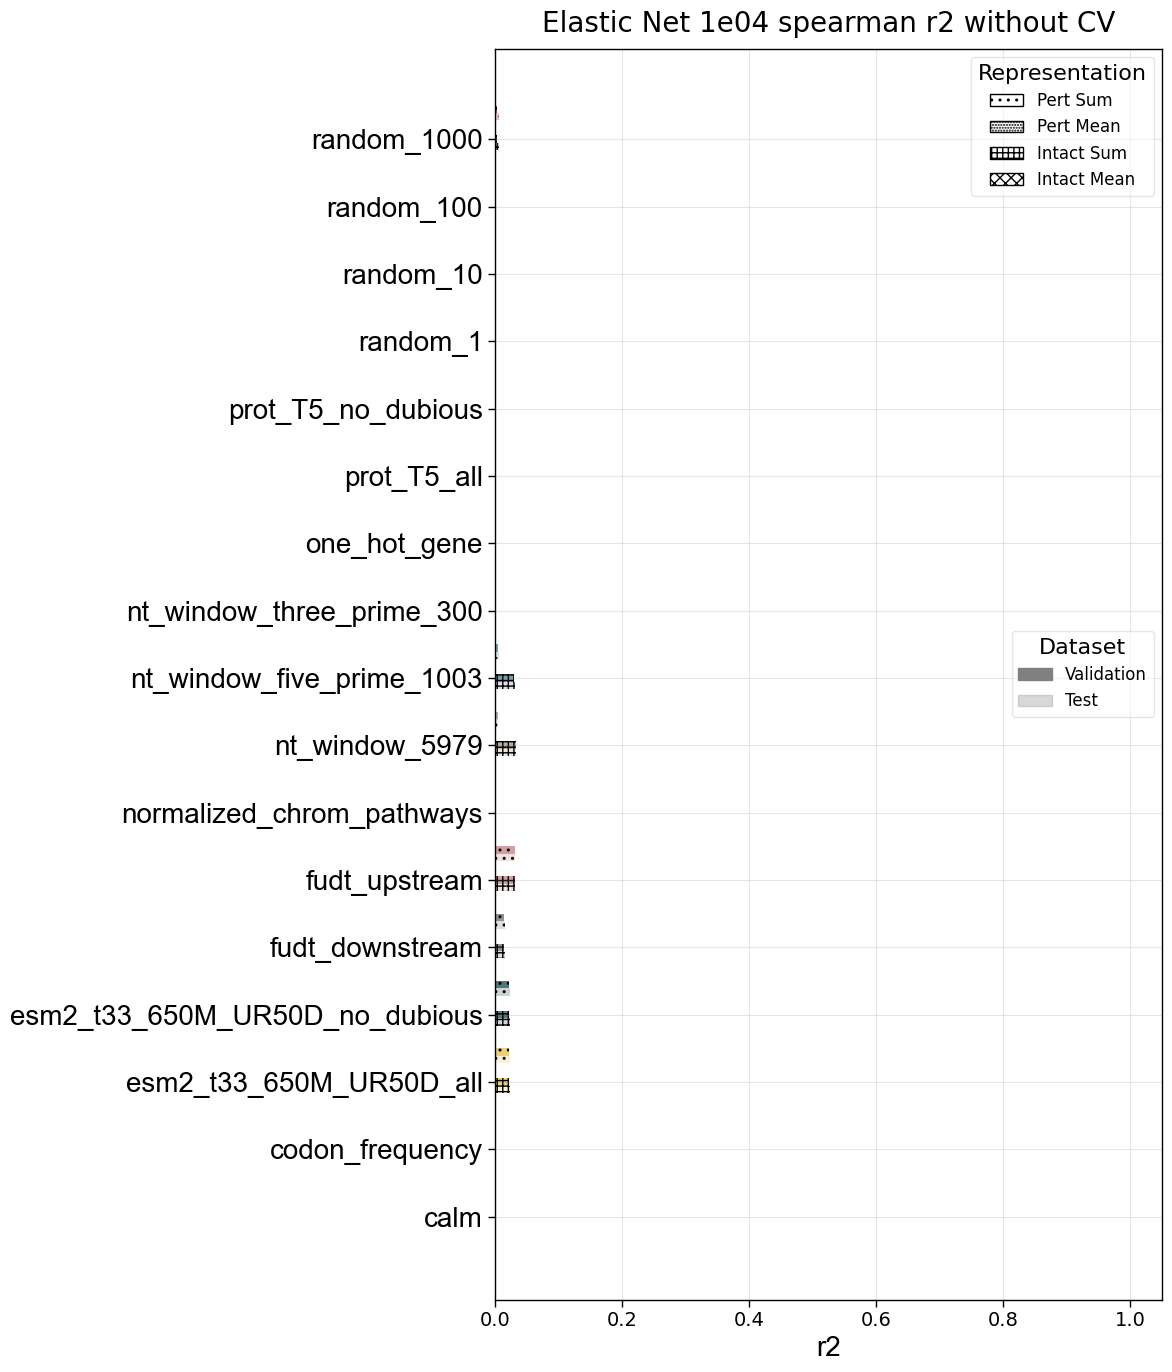 Elastic Net 1e04 spearman r2 without CV
Representation
Pert Sum
Pert Mean
Intact Sum
Intact Mean
random_1000
random_100
random_10
random_1
prot_T5_no_dubious
prot_T5_all
one_hot_gene
nt_window_three_prime_300
Dataset
Validation
Test
nt_window_five_prime_1003
nt_window_5979
normalized_chrom_pathways
fudt_upstream
fudt_downstream
esm2_t33_650M_UR50D_no_dubious
esm2_t33_650M_UR50D_all
codon_frequency
calm
0.0 0.2 0.4 0.6 0.8 1.0
r2